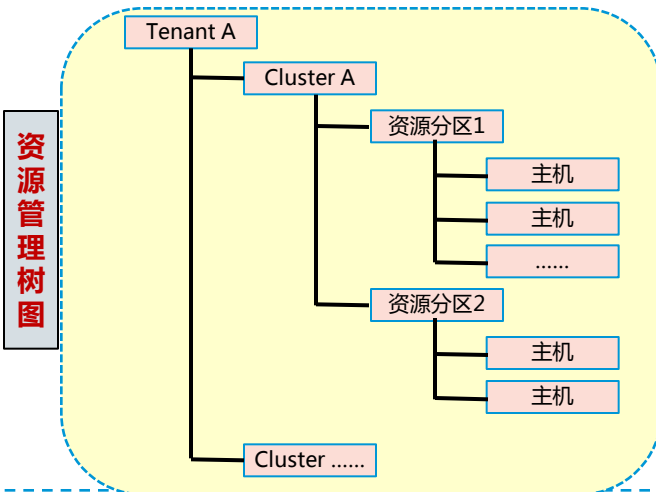 Tenant A
Cluster A
资源分区1
主机
主机
......
资源分区2
主机
主机
Cluster ......
资源管理树图